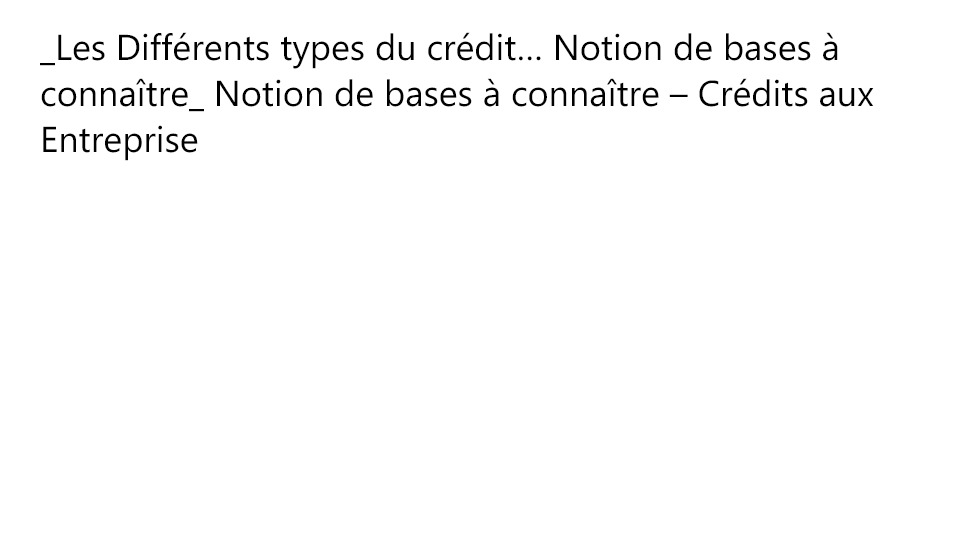 _Les Différents types du crédit... Notion de bases à
connaître_ Notion de bases à connaître – Crédits aux
Entreprise